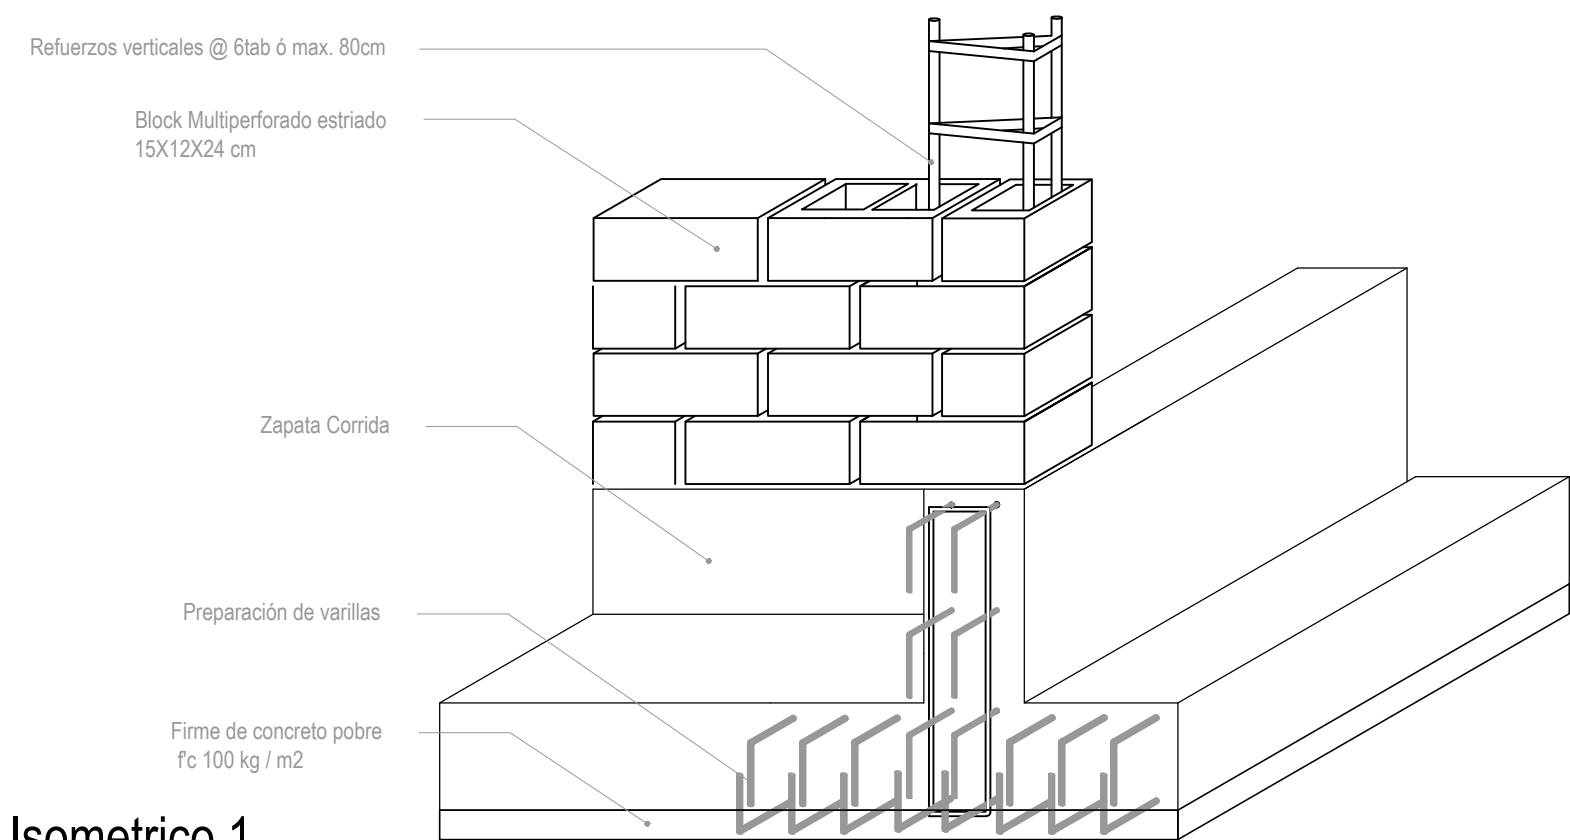 Refuerzos verticales @ 6tab ó max. 80cm
Block Multiperforado estriado
15X12X24 cm
Zapata Corrida
Preparación de varillas
Firme de concreto pobre
f'c 100 kg / m2
Isometrico 1